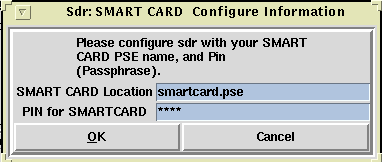 Sdr: SMART CARD Configure Information
Please configure sdr with your SMART
CARD PSE name, and Pin
(Passphrase).
SMART CARD Location smartcard.pse
PIN for SMARTCARD ****
OK Cancel